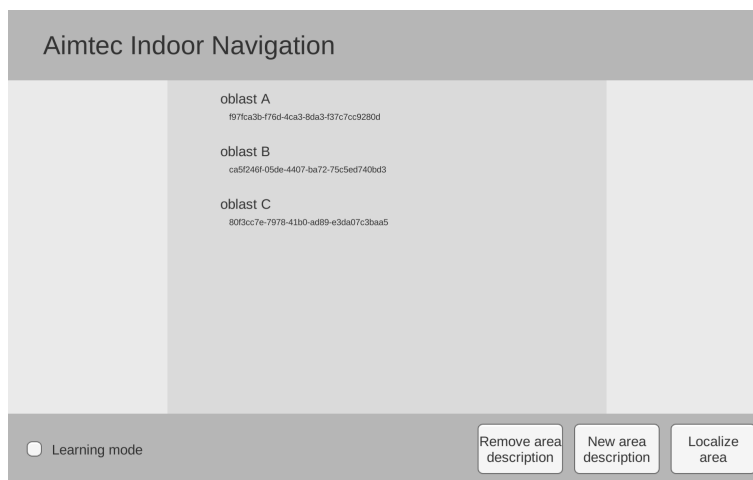 Aimtec Indoor Navigation
oblast A
f97fca3b-f76d-4ca3-8da3-f37c7cc9280d
oblast B
ca5f246f-05de-4407-ba72-75c5ed740bd3
oblast C
80f3cc7e-7978-41b0-ad89-e3da07c3baa5
Learning mode
Remove area
description
New area
description
Localize
area